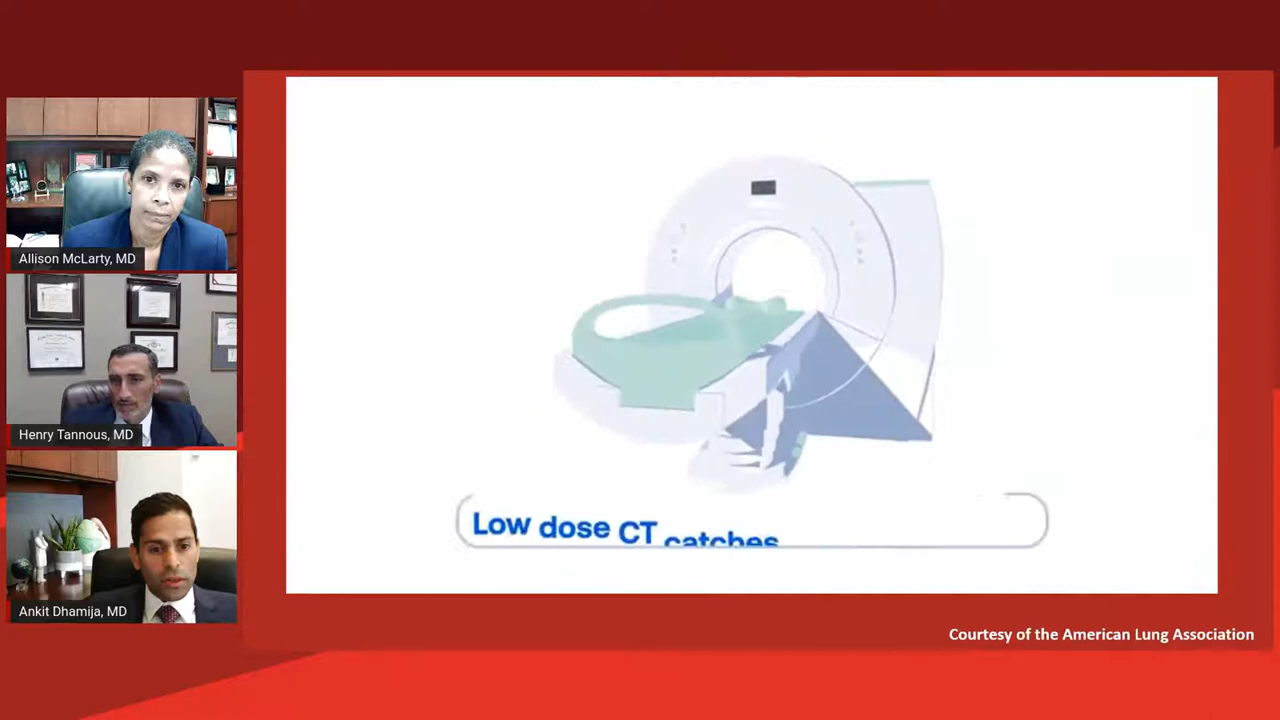 Allison McLarty, MD
Henry Tannous, MD
Ankit Dhamija, MD
Low dose CT catches
Courtesy of the American Lung Association